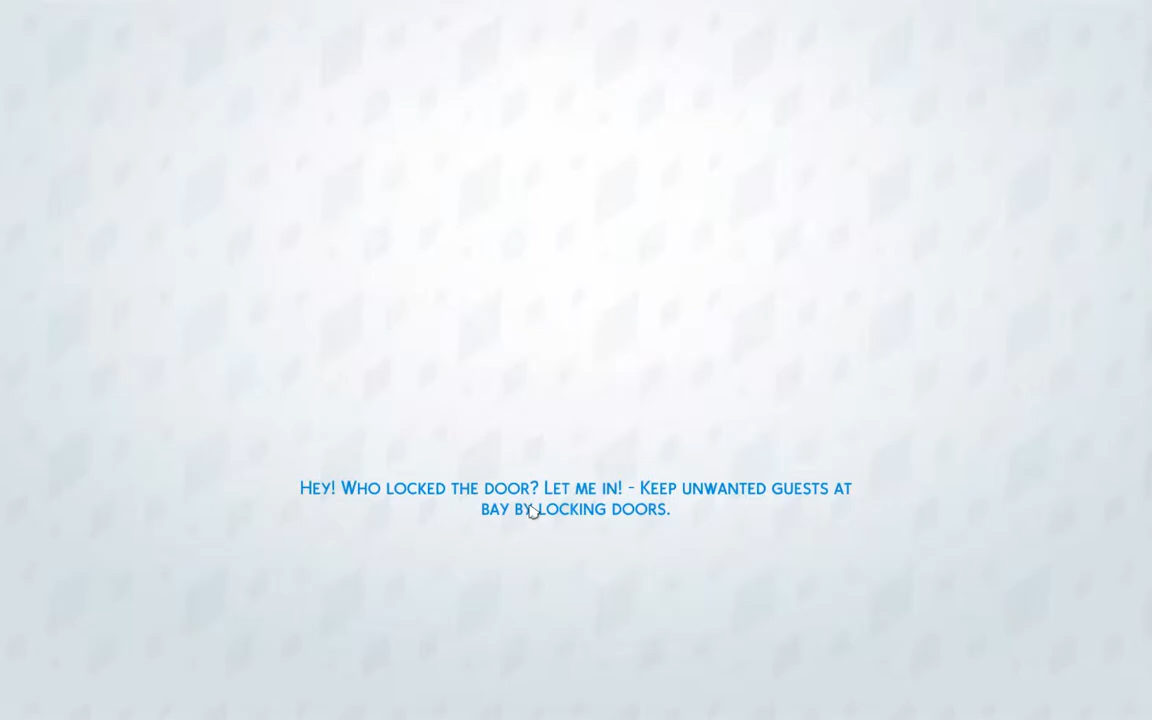 Hey! Who locked the door? Let me in! - Keep unwanted guests at
bay by locking doors.